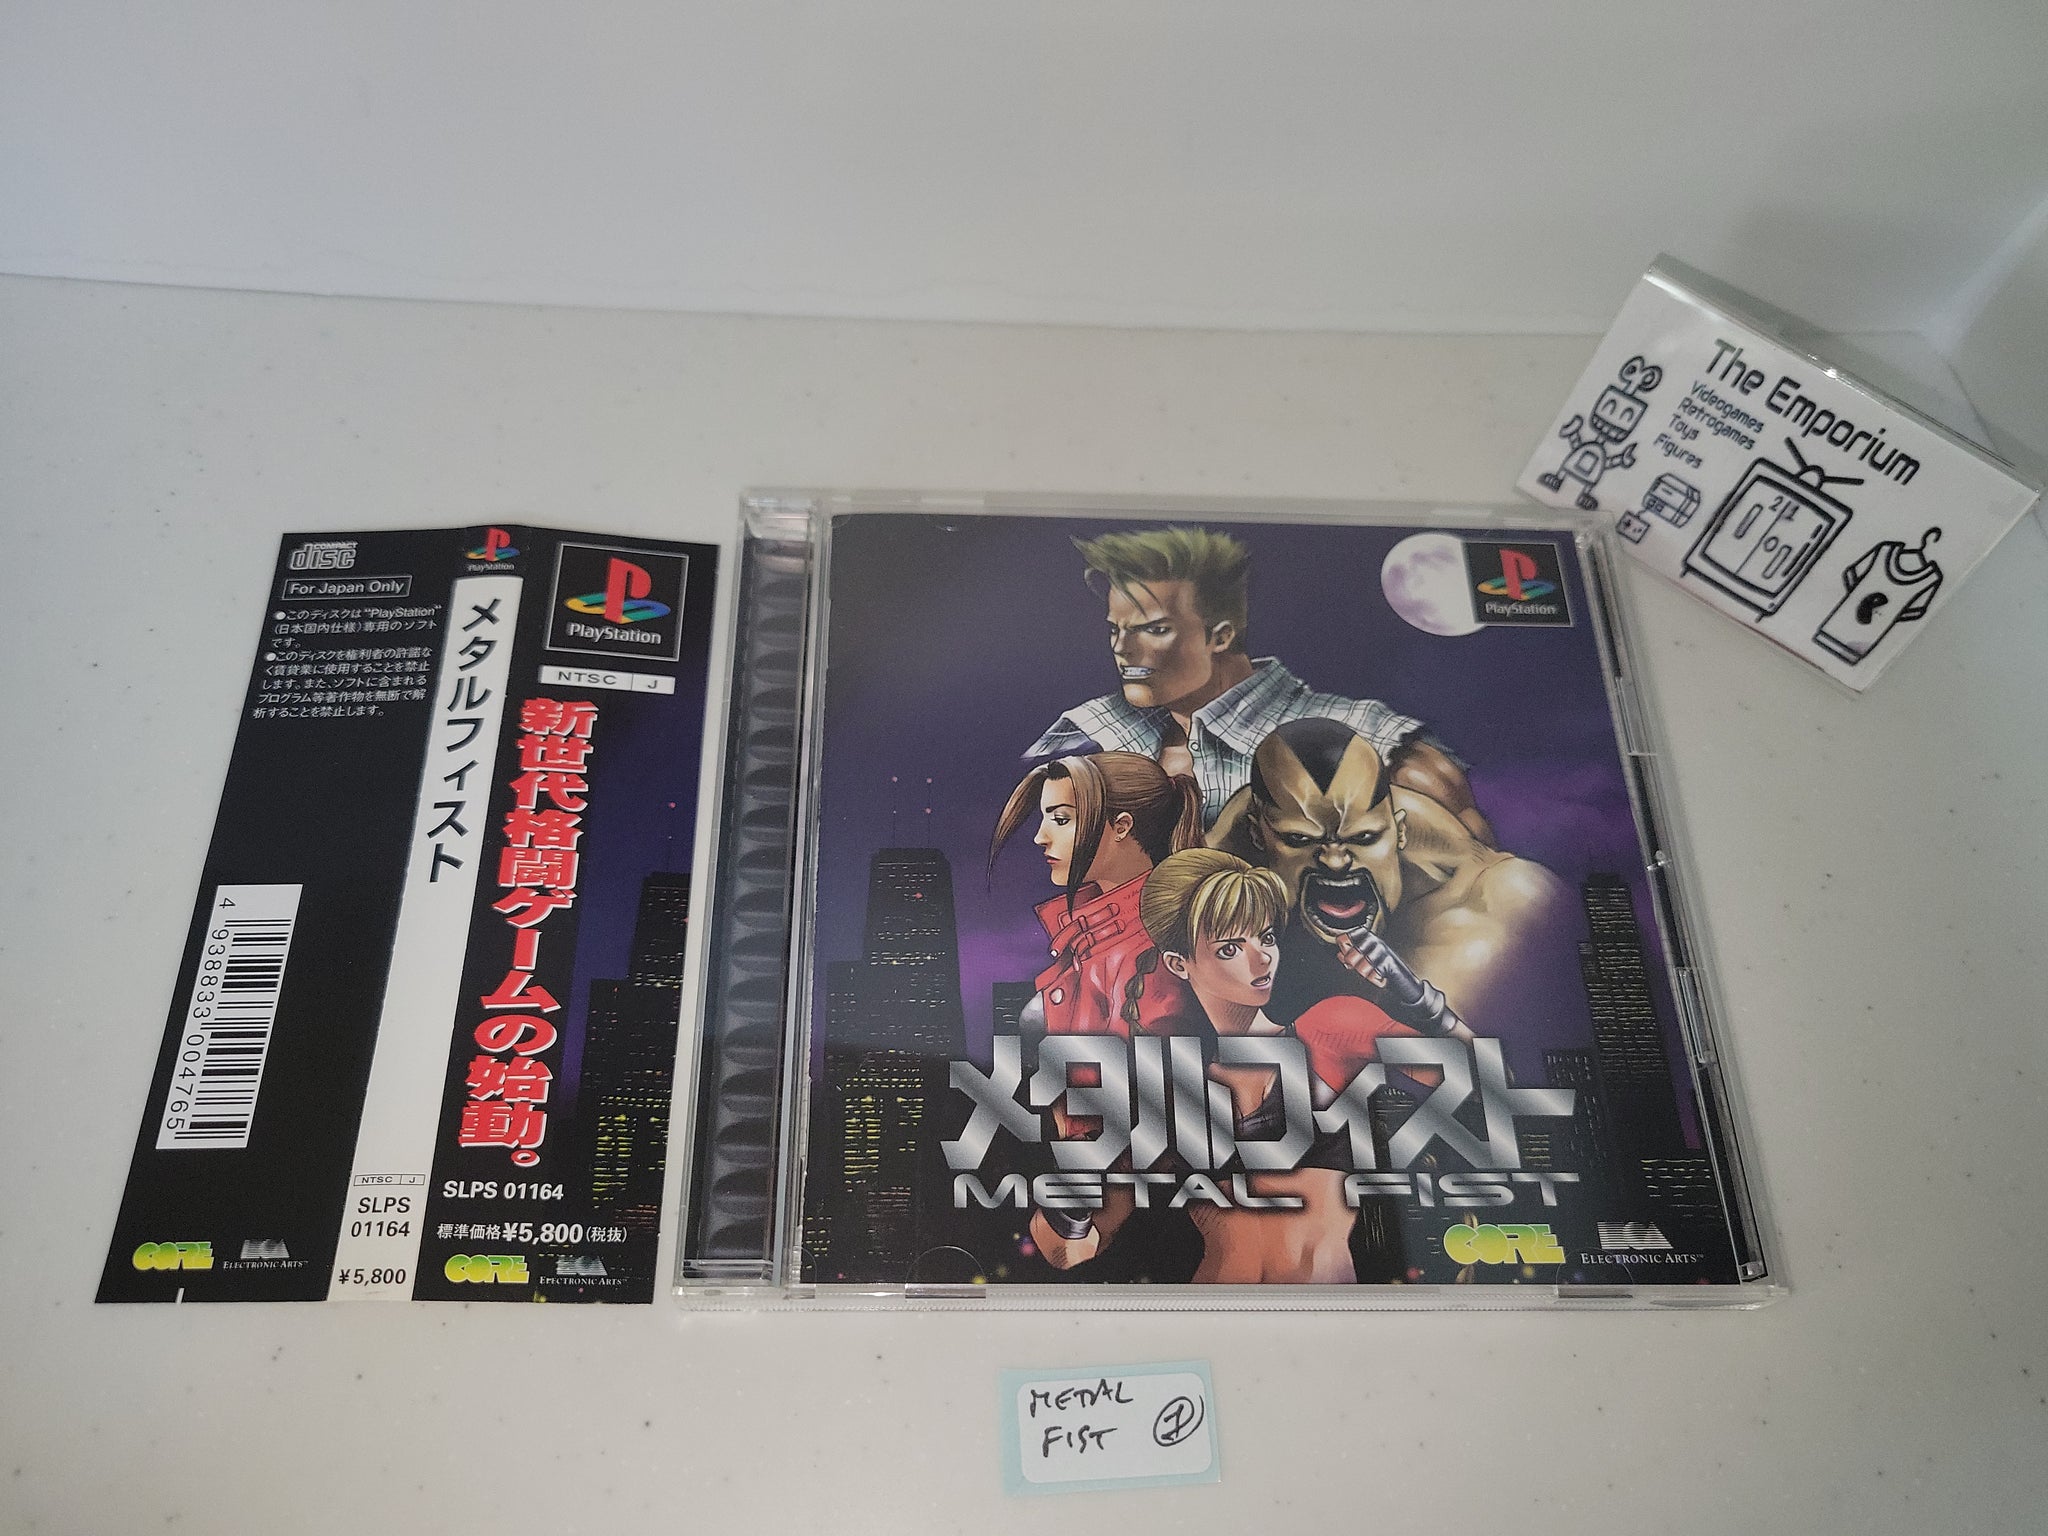 COMPACT
disc
For Japan Only
●このディスクは"PlayStation"
(日本国内仕様)専用のソフト
です。
●このディスクを権利者の許諾な
く賃貸業に使用することを禁止
します。また、ソフトに含まれる
プログラム等著作物を無断で解
析することを禁止します。
4 938833 004765
CORE
ELECTRONIC ARTS™
PlayStation
メタルフィスト
NTSC J
SLPS
01164
¥5,800
PlayStation
NTSC J
新世代格闘ゲームの始動。
SLPS 01164
標準価格¥5,800(税抜)
CORE
ELECTRONIC ARTS™
PlayStation
メタルフィスト
METAL FIST
CORE
ELECTRONIC ARTS™
The Emporium
Videogames
Retrogames
Toys
Figures
21
METAL
FIST
1